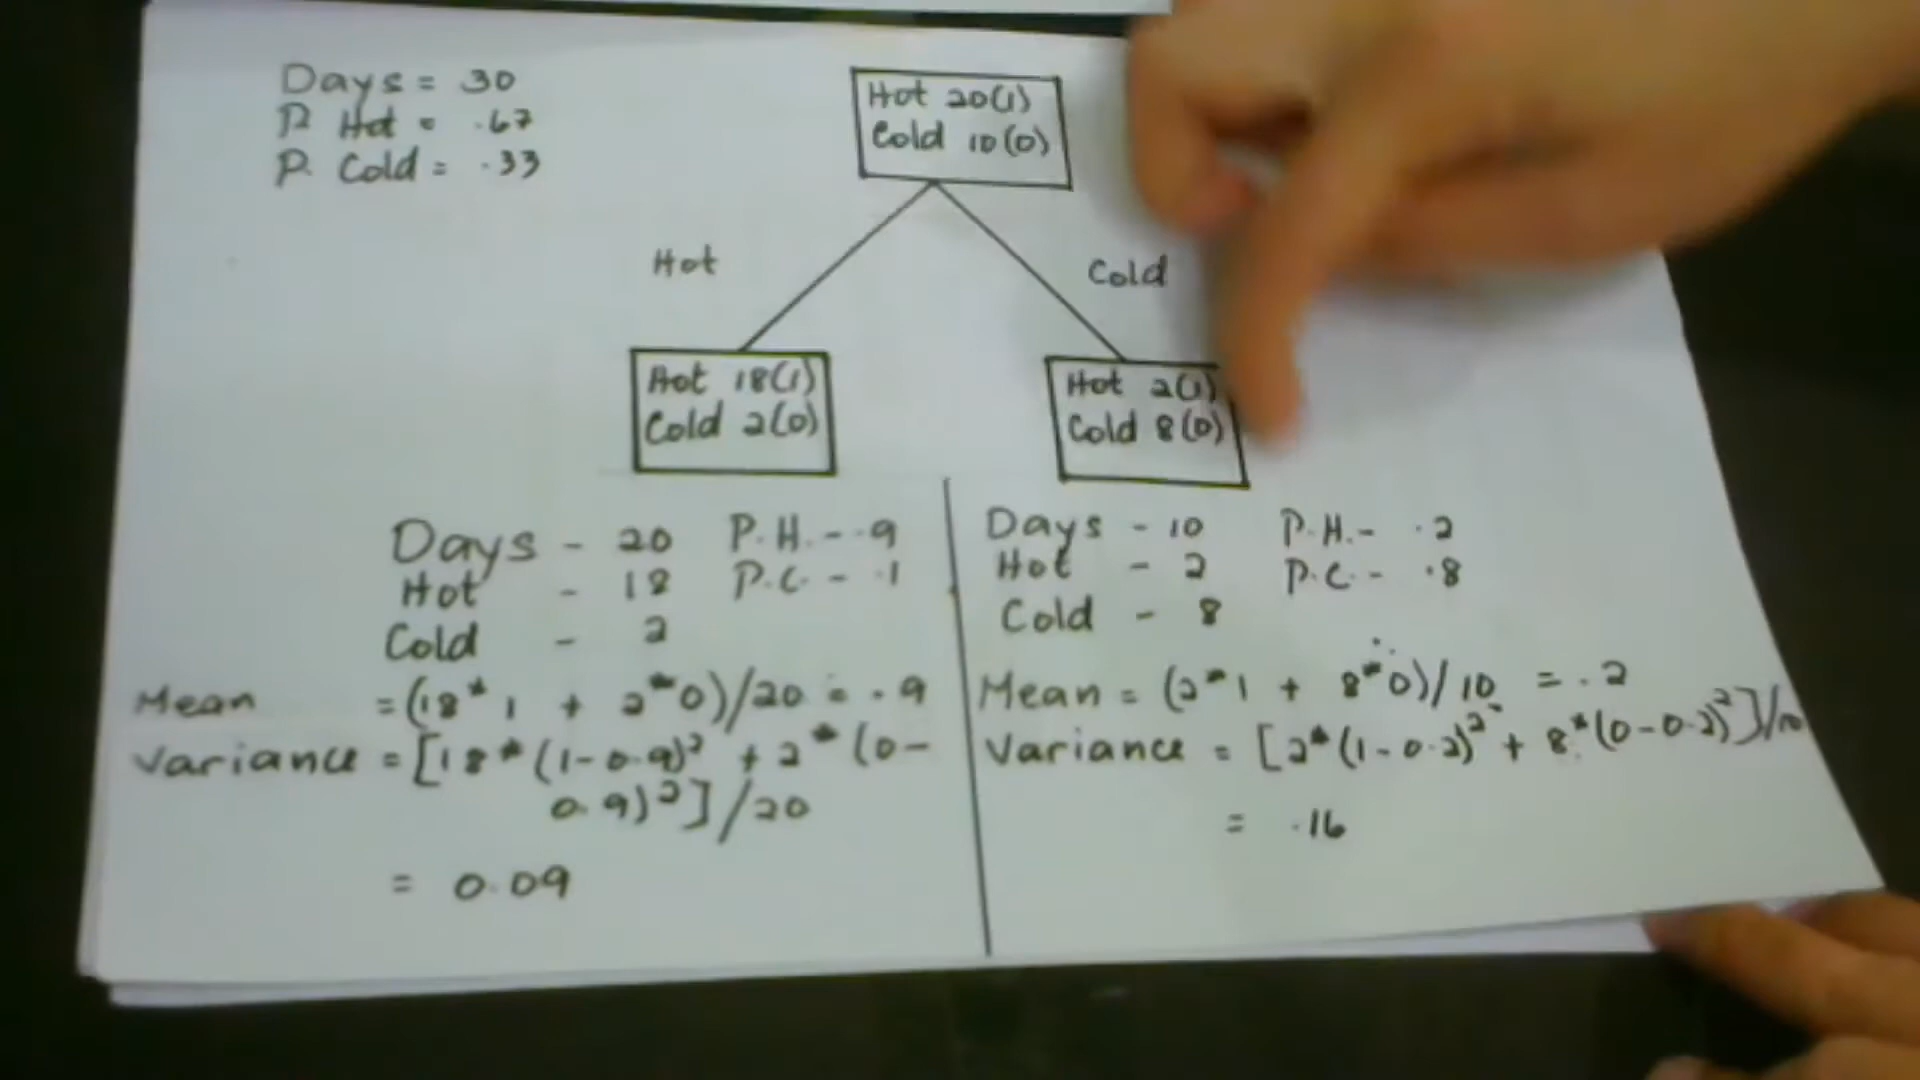 Days = 30
P. Hot = .67
P. Cold = .33
Hot 20(1)
Cold 10(0)
Hot
Cold
Hot 18(1)
Cold 2(0)
Hot 2(1)
Cold 8(0)
Days - 20 P.H. - .9
Hot - 18 P.C. - .1
Cold - 2
Mean = (18*1 + 2*0)/20 = .9
Variance = [18*(1-0.9)² + 2*(0-
0.9)²]/20
= 0.09
Days - 10 P.H. - .2
Hot - 2 P.C. - .8
Cold - 8
Mean = (2*1 + 8*0)/10 = .2
Variance = [2*(1-0.2)² + 8*(0-0.2)²]/10
= .16